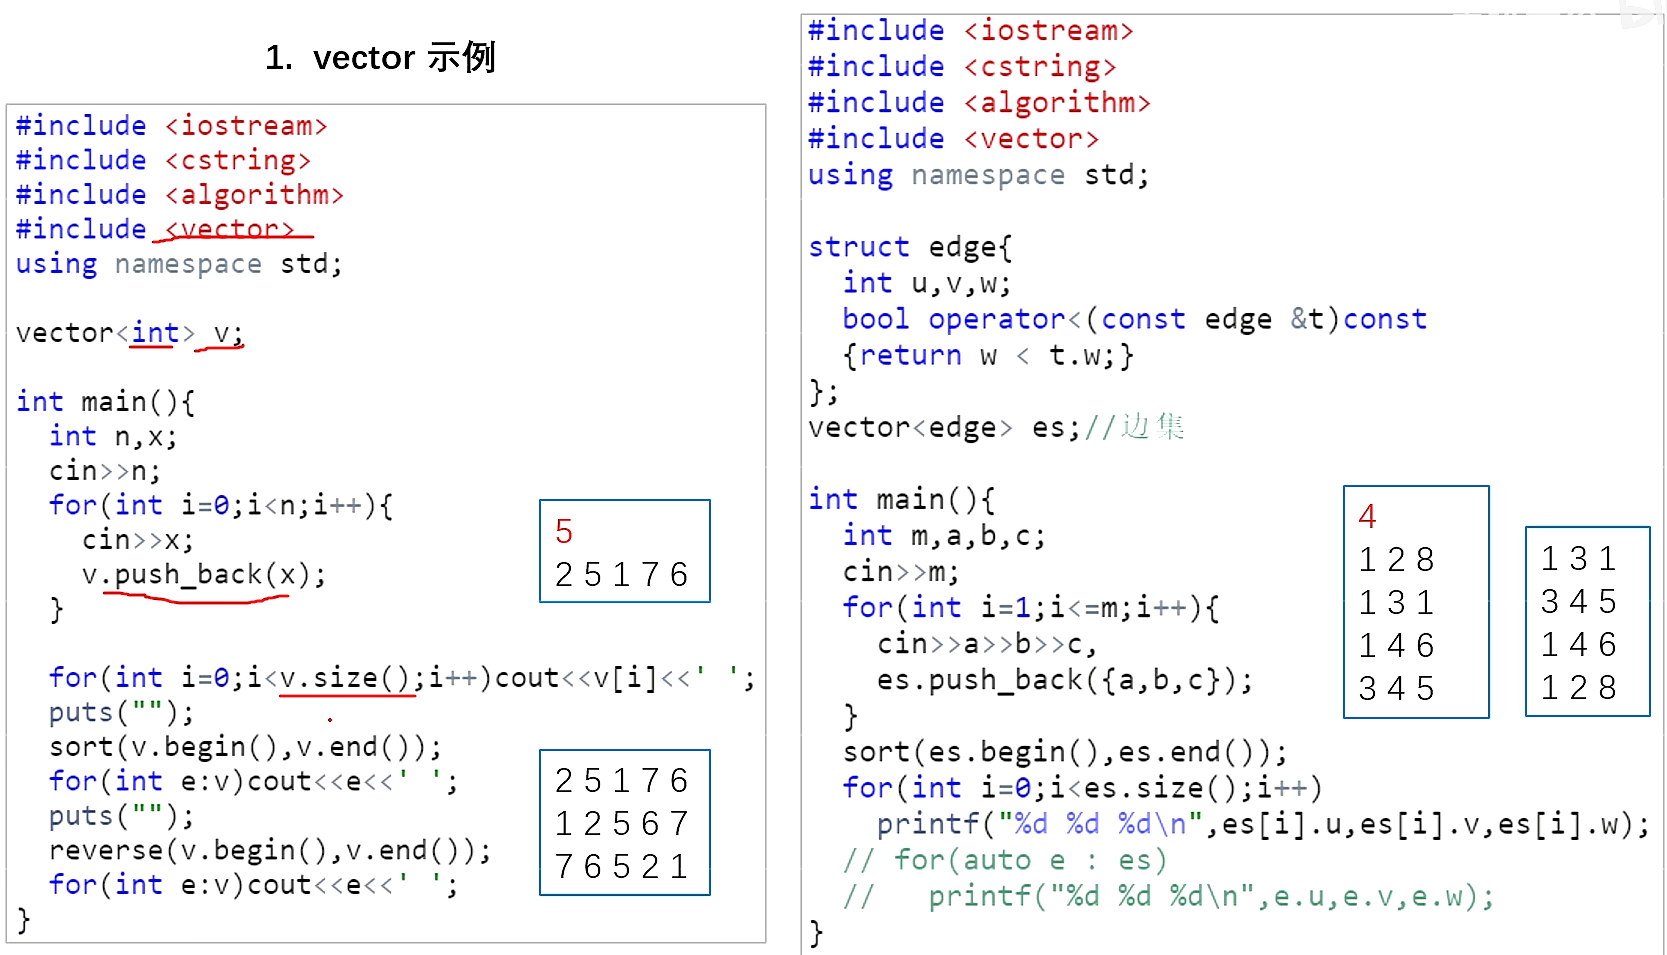 1. vector 示例
#include <iostream>
#include <cstring>
#include <algorithm>
#include <vector>
using namespace std;

vector<int> v;

int main(){
  int n,x;
  cin>>n;
  for(int i=0;i<n;i++){
    cin>>x;
    v.push_back(x);
  }

  for(int i=0;i<v.size();i++)cout<<v[i]<<' ';
  puts("");
  sort(v.begin(),v.end());
  for(int e:v)cout<<e<<' ';
  puts("");
  reverse(v.begin(),v.end());
  for(int e:v)cout<<e<<' ';
}
5
2 5 1 7 6
2 5 1 7 6
1 2 5 6 7
7 6 5 2 1
#include <iostream>
#include <cstring>
#include <algorithm>
#include <vector>
using namespace std;

struct edge{
  int u,v,w;
  bool operator<(const edge &t)const
  {return w < t.w;}
};
vector<edge> es;//边集

int main(){
  int m,a,b,c;
  cin>>m;
  for(int i=1;i<=m;i++){
    cin>>a>>b>>c,
    es.push_back({a,b,c});
  }
  sort(es.begin(),es.end());
  for(int i=0;i<es.size();i++)
    printf("%d %d %d\n",es[i].u,es[i].v,es[i].w);
  // for(auto e : es)
  //   printf("%d %d %d\n",e.u,e.v,e.w);
}
4
1 2 8
1 3 1
1 4 6
3 4 5
1 3 1
3 4 5
1 4 6
1 2 8